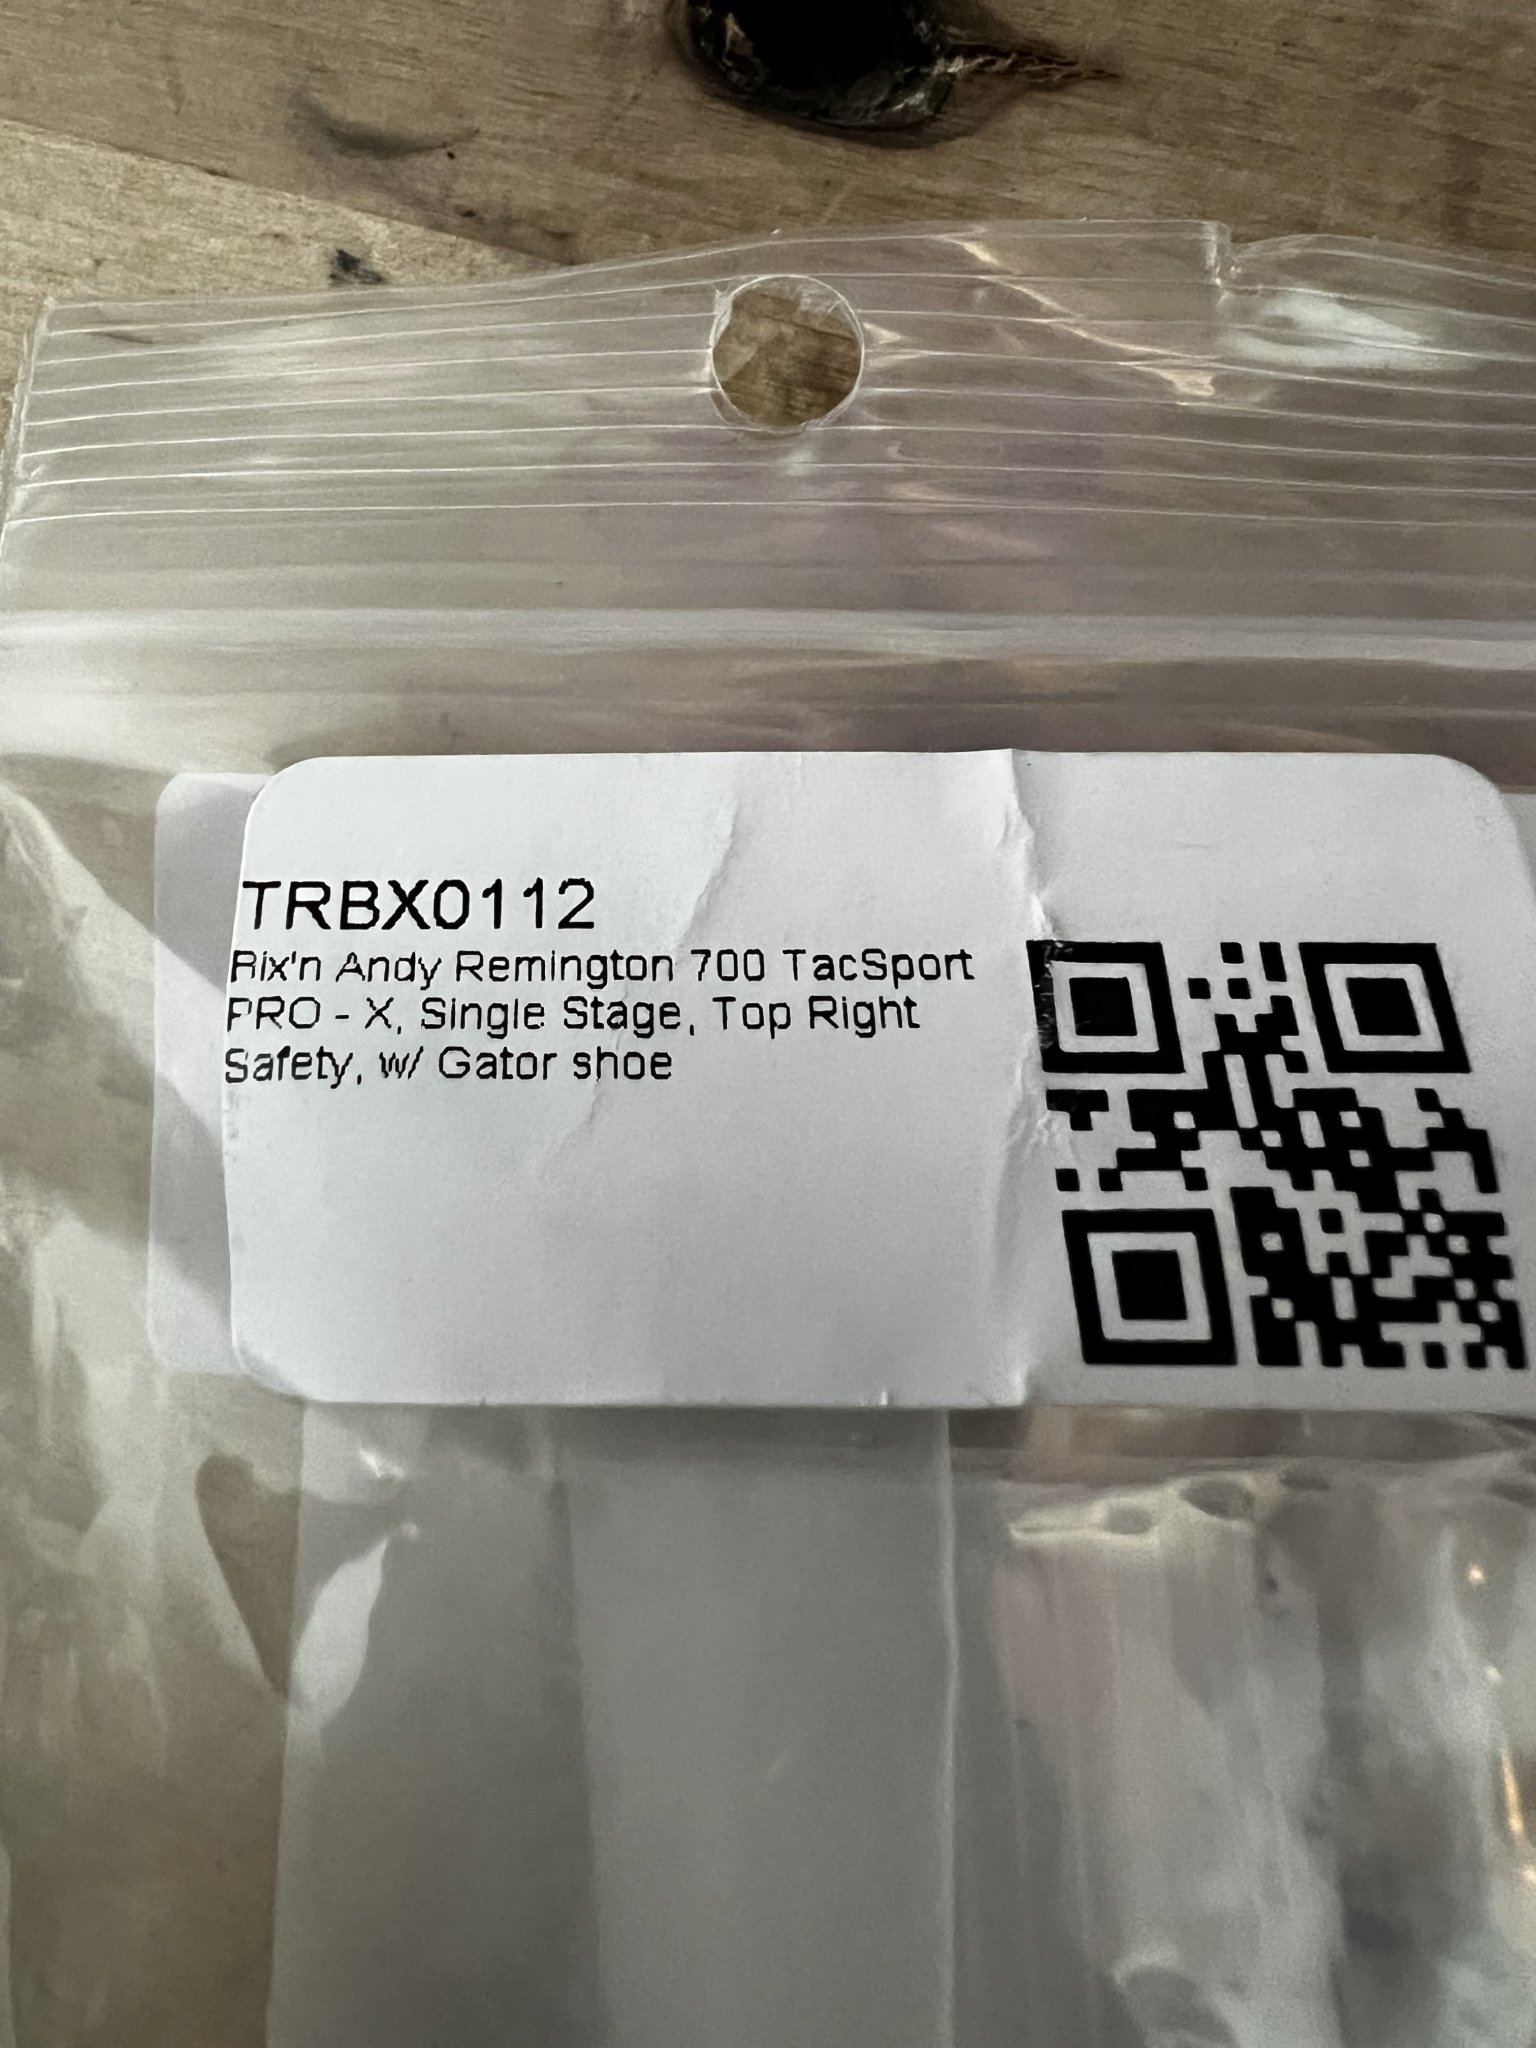 TRBX0112
Rix'n Andy Remington 700 TacSport
PRO - X, Single Stage, Top Right
Safety, w/ Gator shoe